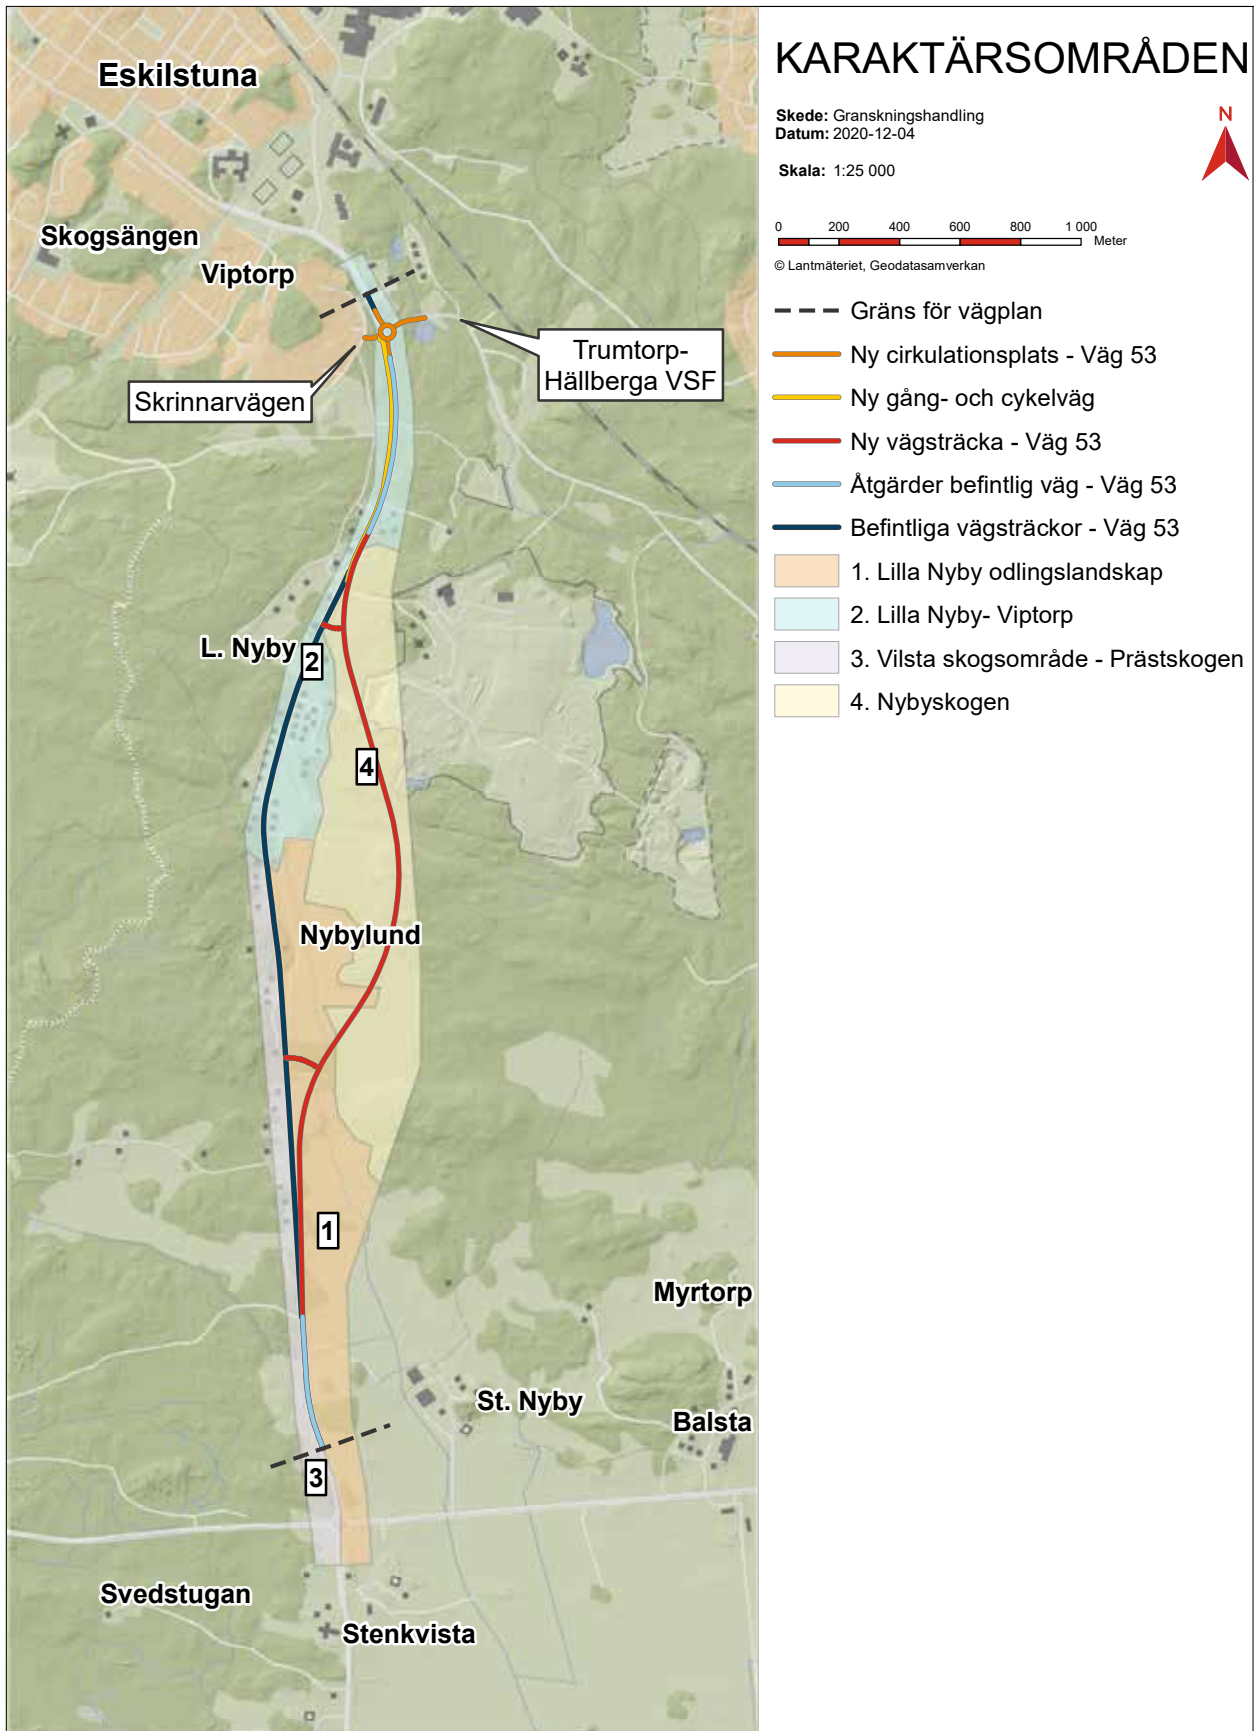 KARAKTÄRSOMRÅDEN
Skede: Granskningshandling
Datum: 2020-12-04
Skala: 1:25 000
N
0 200 400 600 800 1 000
Meter
© Lantmäteriet, Geodatasamverkan
Gräns för vägplan
Ny cirkulationsplats - Väg 53
Ny gång- och cykelväg
Ny vägsträcka - Väg 53
Åtgärder befintlig väg - Väg 53
Befintliga vägsträckor - Väg 53
1. Lilla Nyby odlingslandskap
2. Lilla Nyby- Viptorp
3. Vilsta skogsområde - Prästskogen
4. Nybyskogen
Eskilstuna
Skogsängen
Viptorp
Trumtorp-
Hällberga VSF
Skrinnarvägen
L. Nyby
2
4
Nybylund
1
Myrtorp
St. Nyby
Balsta
3
Svedstugan
Stenkvista